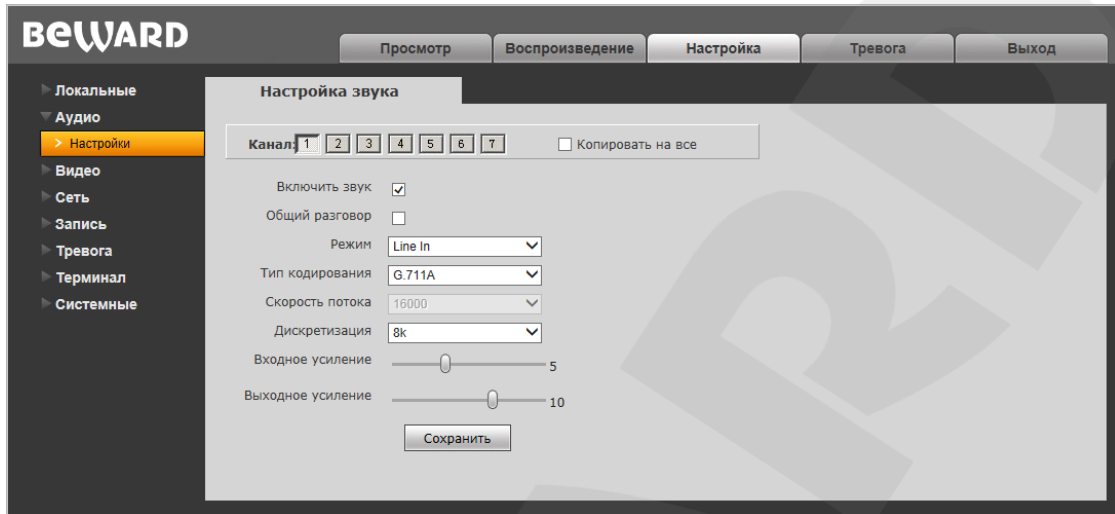 BEWARD
Просмотр Воспроизведение Настройка Тревога Выход
Локальные
Аудио
> Настройки
Видео
Сеть
Запись
Тревога
Терминал
Системные
Настройка звука
Канал: 1 2 3 4 5 6 7 Копировать на все
Включить звук
Общий разговор
Режим Line In
Тип кодирования G.711A
Скорость потока 16000
Дискретизация 8k
Входное усиление 5
Выходное усиление 10
Сохранить